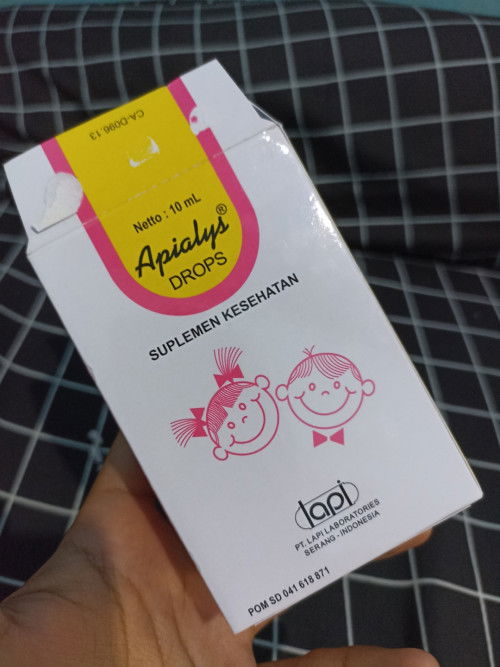 CA-D096.13
Netto : 10 mL
Apialys®
DROPS
SUPLEMEN KESEHATAN
lapi
PT. LAPI LABORATORIES
SERANG - INDONESIA
POM SD 041 618 871